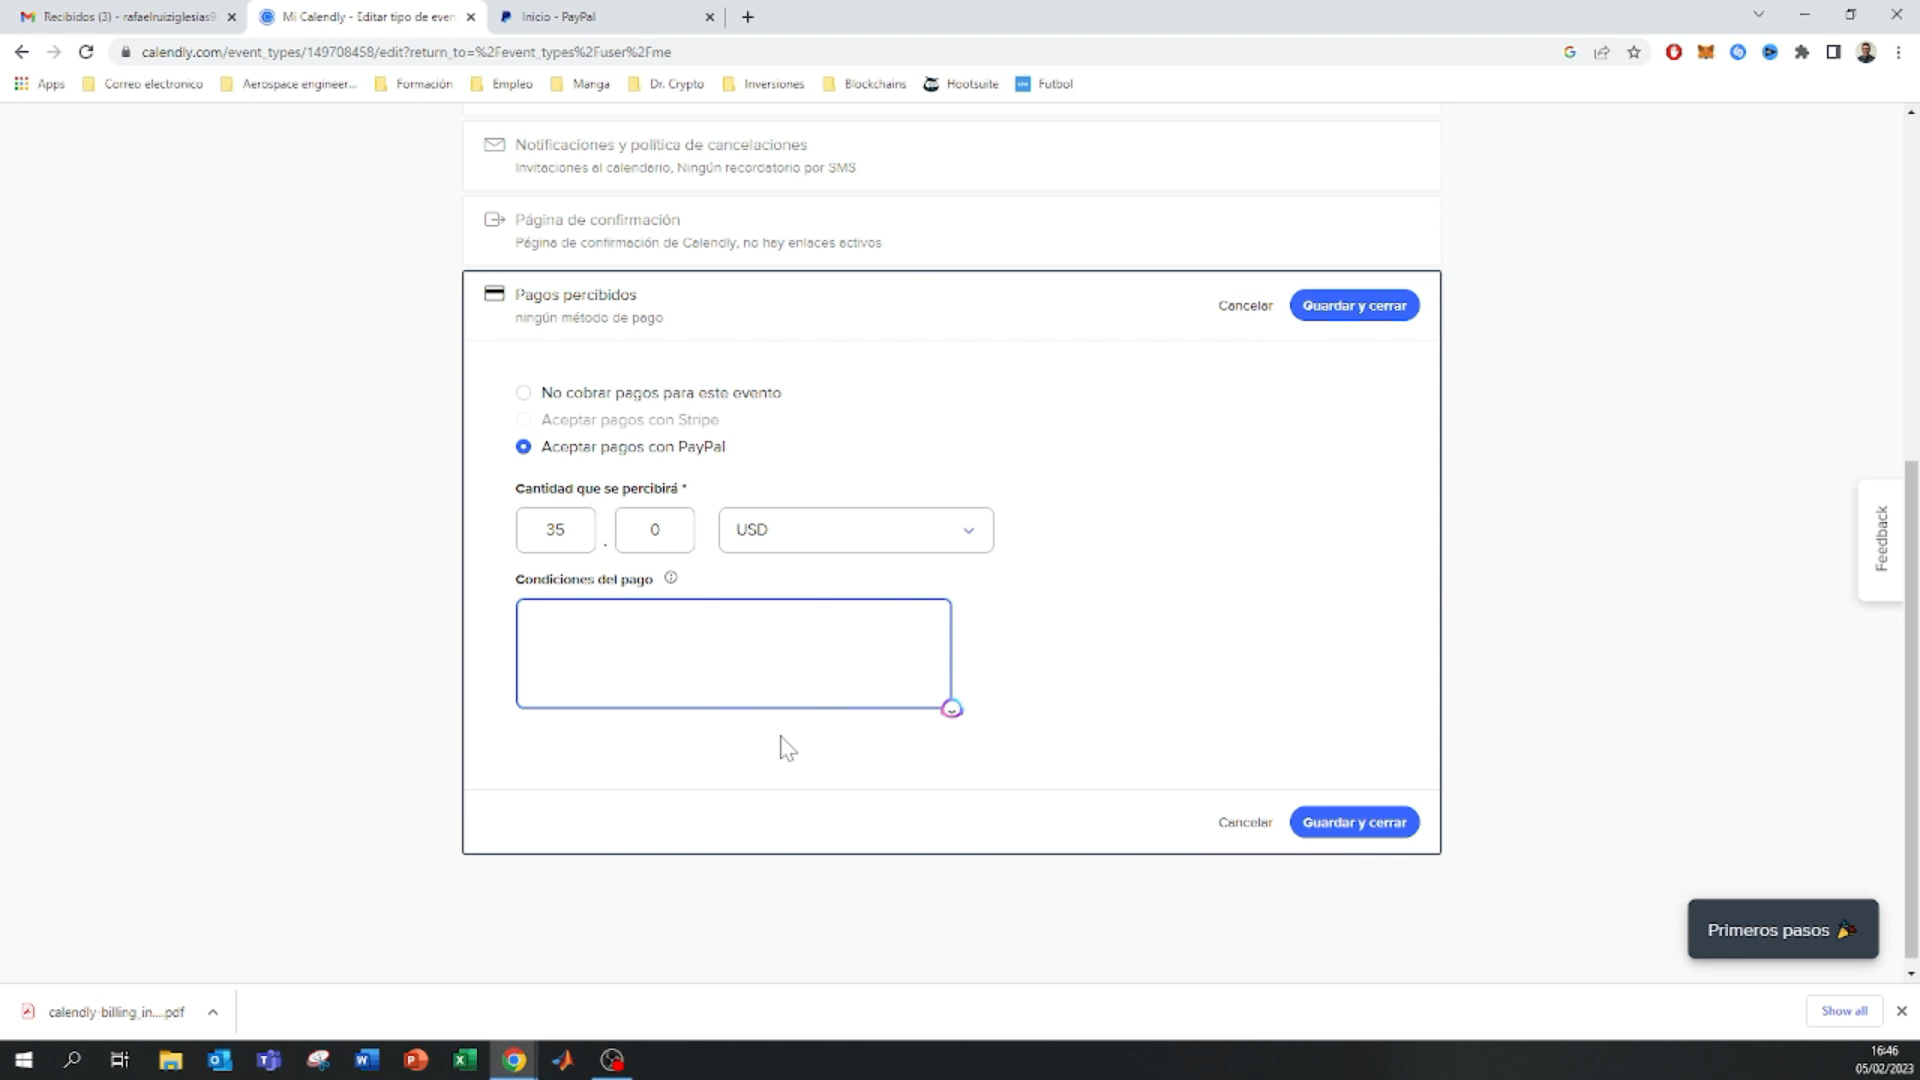 Recibidos (3) - rafaelruiziglesias9
Mi Calendly - Editar tipo de even
Inicio - PayPal
calendly.com/event_types/149708458/edit?return_to=%2Fevent_types%2Fuser%2Fme
Apps
Correo electronico
Aerospace engineer...
Formación
Empleo
Manga
Dr. Crypto
Inversiones
Blockchains
Hootsuite
Futbol
Notificaciones y política de cancelaciones
Invitaciones al calendario, Ningún recordatorio por SMS
Página de confirmación
Página de confirmación de Calendly, no hay enlaces activos
Pagos percibidos
ningún método de pago
Cancelar
Guardar y cerrar
No cobrar pagos para este evento
Aceptar pagos con Stripe
Aceptar pagos con PayPal
Cantidad que se percibirá *
35 . 0 USD
Condiciones del pago
Feedback
Cancelar
Guardar y cerrar
Primeros pasos
calendly-billing_in....pdf
Show all
16:46
05/02/2023